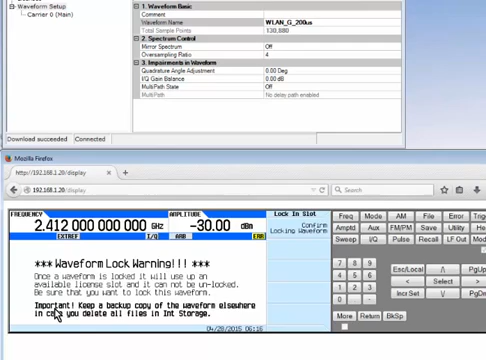 Waveform Setup
Carrier 0 (Main)
1. Waveform Basic
Comment
Waveform Name WLAN_G_200us
Total Sample Points 130,880
2. Spectrum Control
Mirror Spectrum Off
Oversampling Ratio 4
3. Impairments in Waveform
Quadrature Angle Adjustment 0.00 Deg
I/Q Gain Balance 0.00 dB
MultiPath State Off
MultiPath No delay path enabled
Download succeeded Connected
Mozilla Firefox
http://192.168.1.20/display
192.168.1.20/display
Search
FREQUENCY AMPLITUDE Lock In Slot
2.412 000 000 000 GHz -30.00 dBm
Confirm
Locking Waveform
EXTREF I/Q ARB ERR
*** Waveform Lock Warning!!! ***
Once a waveform is locked it will use up an
available license slot and it can not be un-locked.
Be sure that you want to lock this waveform.
Important! Keep a backup copy of the waveform elsewhere
in case you delete all files in Int Storage.
04/28/2015 06:16
Freq Mode AM File Error
Amptd Aux FM/PM Save Utility
Sweep I/Q Pulse Recall LF Out
7 8 9
4 5 6
1 2 3
0 . -
Esc/Local
< Select >
Incr Set
More Return BkSp